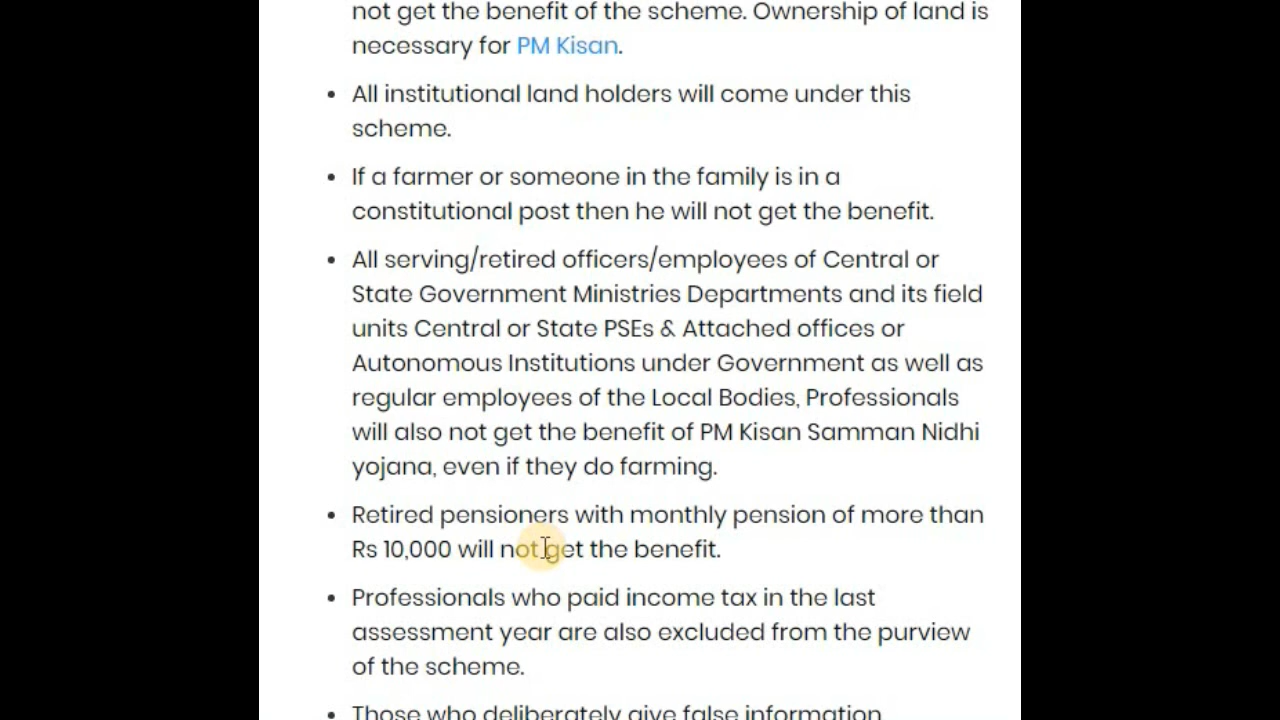 not get the benefit of the scheme. Ownership of land is
necessary for PM Kisan.
• All institutional land holders will come under this
scheme.
• If a farmer or someone in the family is in a
constitutional post then he will not get the benefit.
• All serving/retired officers/employees of Central or
State Government Ministries Departments and its field
units Central or State PSEs & Attached offices or
Autonomous Institutions under Government as well as
regular employees of the Local Bodies, Professionals
will also not get the benefit of PM Kisan Samman Nidhi
yojana, even if they do farming.
• Retired pensioners with monthly pension of more than
Rs 10,000 will not get the benefit.
• Professionals who paid income tax in the last
assessment year are also excluded from the purview
of the scheme.
• Those who deliberately give false information